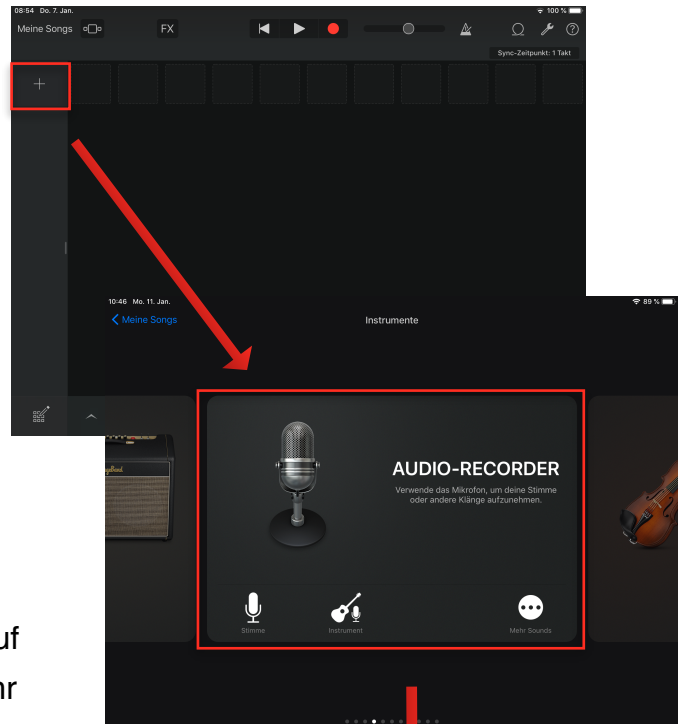 08:54 Do. 7. Jan.
100 %
Meine Songs
FX
Sync-Zeitpunkt: 1 Takt
10:46 Mo. 11. Jan.
89 %
Meine Songs
Instrumente
AUDIO-RECORDER
Verwende das Mikrofon, um deine Stimme
oder andere Klänge aufzunehmen.
Stimme
Instrument
Mehr Sounds